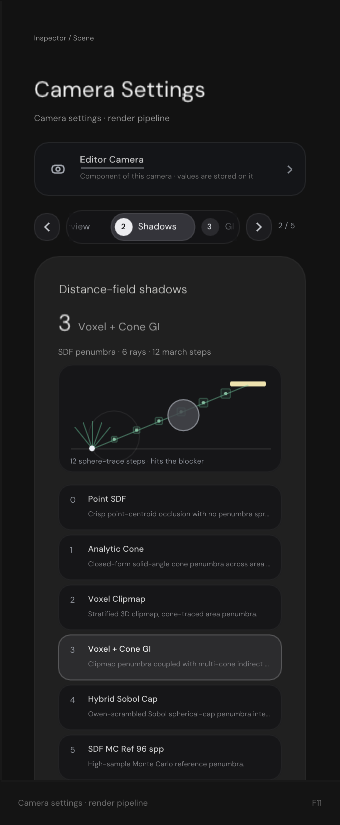 Inspector / Scene
Camera Settings
Camera settings · render pipeline
Editor Camera
Component of this camera · values are stored on it
view 2 Shadows 3 GI 2 / 5
Distance-field shadows
3 Voxel + Cone GI
SDF penumbra · 6 rays · 12 march steps
12 sphere-trace steps · hits the blocker
0 Point SDF
Crisp point-centroid occlusion with no penumbra spr...
1 Analytic Cone
Closed-form solid-angle cone penumbra across area ...
2 Voxel Clipmap
Stratified 3D clipmap, cone-traced area penumbra.
3 Voxel + Cone GI
Clipmap penumbra coupled with multi-cone indirect ...
4 Hybrid Sobol Cap
Owen-scrambled Sobol spherical-cap penumbra inte...
5 SDF MC Ref 96 spp
High-sample Monte Carlo reference penumbra.
Camera settings · render pipeline F11